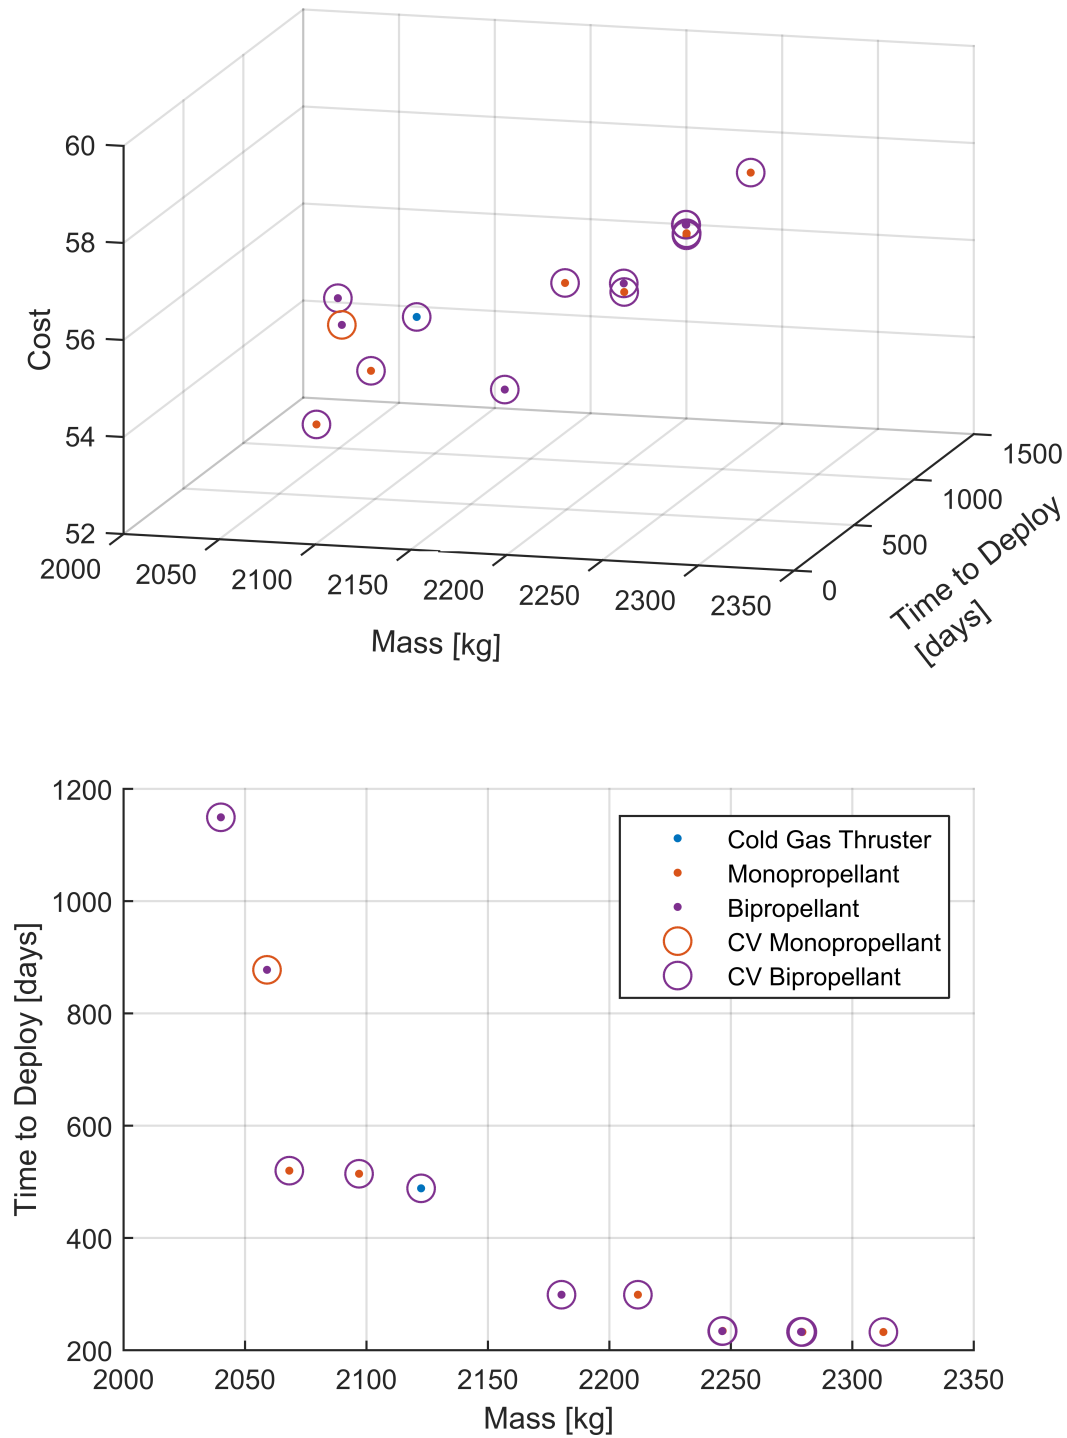 60
58
56
54
52
Cost
2000
2050
2100
2150
2200
2250
2300
2350
Mass [kg]
0
500
1000
1500
Time to Deploy
[days]
1200
1000
800
600
400
200
Time to Deploy [days]
Cold Gas Thruster
Monopropellant
Bipropellant
CV Monopropellant
CV Bipropellant
2000
2050
2100
2150
2200
2250
2300
2350
Mass [kg]